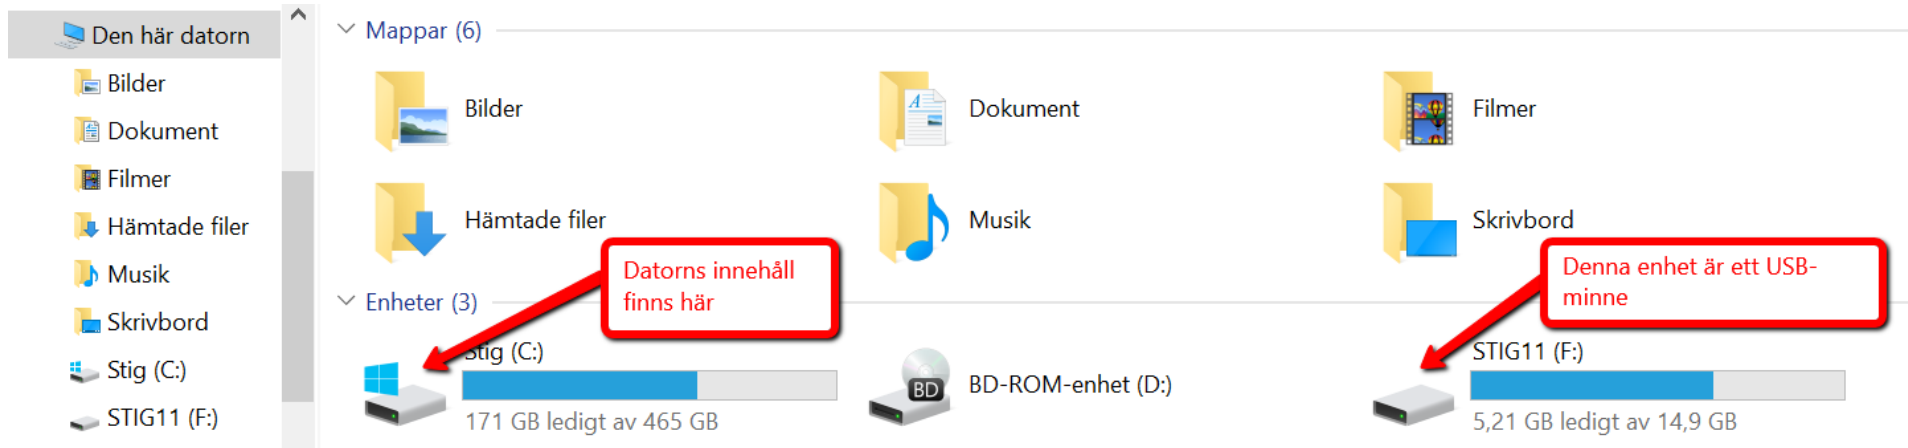 Den här datorn
Bilder
Dokument
Filmer
Hämtade filer
Musik
Skrivbord
Stig (C:)
STIG11 (F:)
Mappar (6)
Bilder
Dokument
Filmer
Hämtade filer
Musik
Skrivbord
Datorns innehåll
finns här
Denna enhet är ett USB-
minne
Enheter (3)
Stig (C:)
171 GB ledigt av 465 GB
BD
BD-ROM-enhet (D:)
STIG11 (F:)
5,21 GB ledigt av 14,9 GB